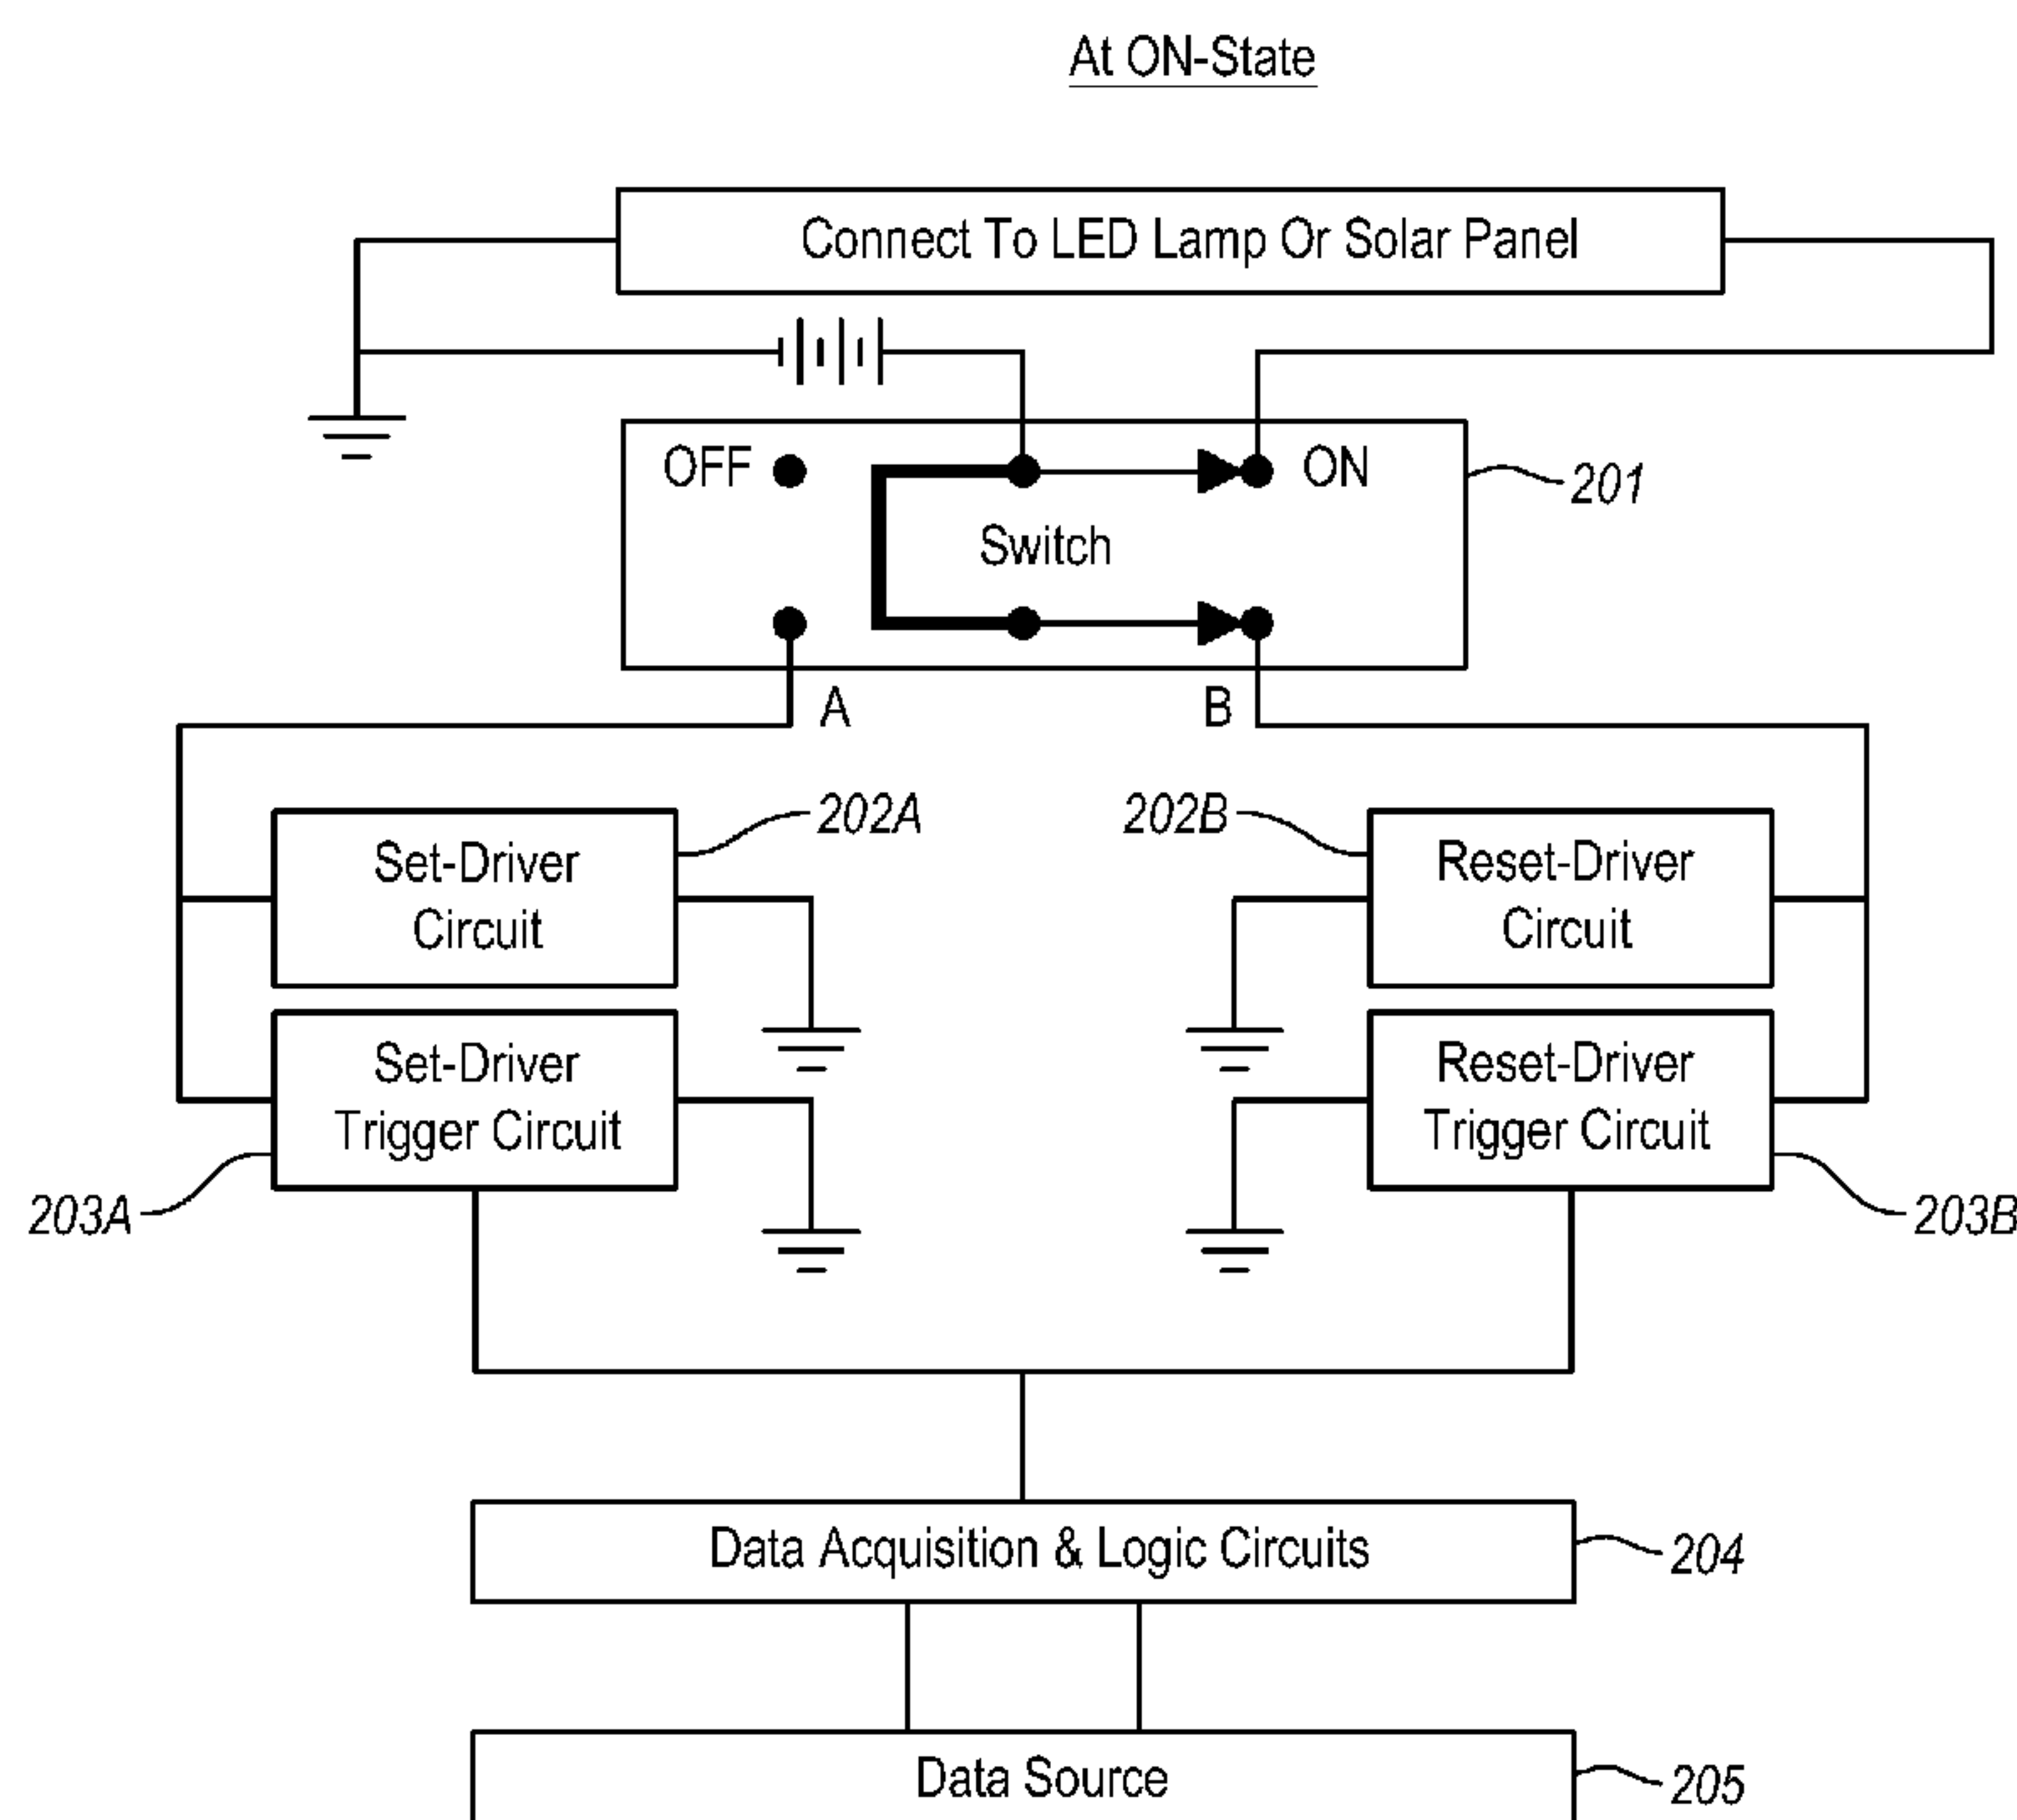 At ON-State
Connect To LED Lamp Or Solar Panel
OFF
ON
201
Switch
A
B
202A
202B
Set-Driver
Circuit
Reset-Driver
Circuit
Set-Driver
Trigger Circuit
Reset-Driver
Trigger Circuit
203A
203B
Data Acquisition & Logic Circuits
204
Data Source
205